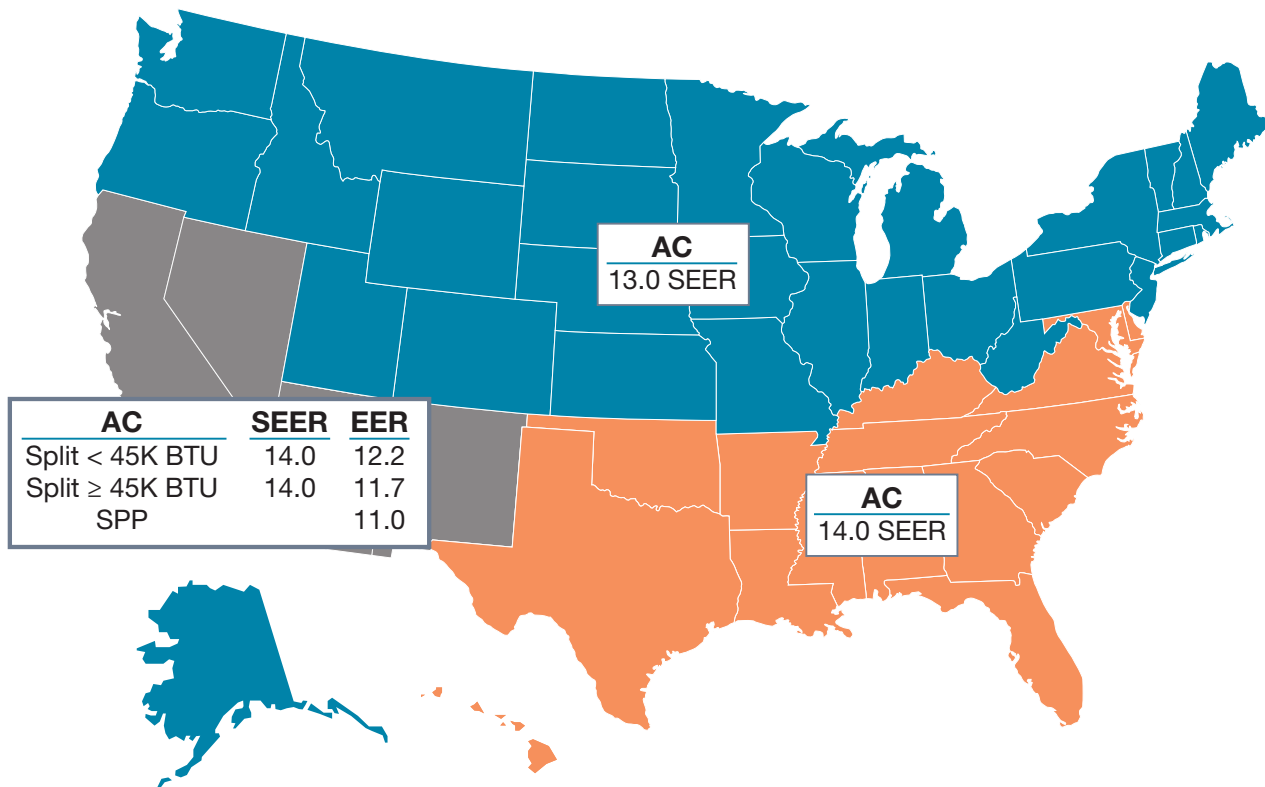 AC
13.0 SEER
AC SEER EER
Split < 45K BTU 14.0 12.2
Split ≥ 45K BTU 14.0 11.7
SPP 11.0
AC
14.0 SEER